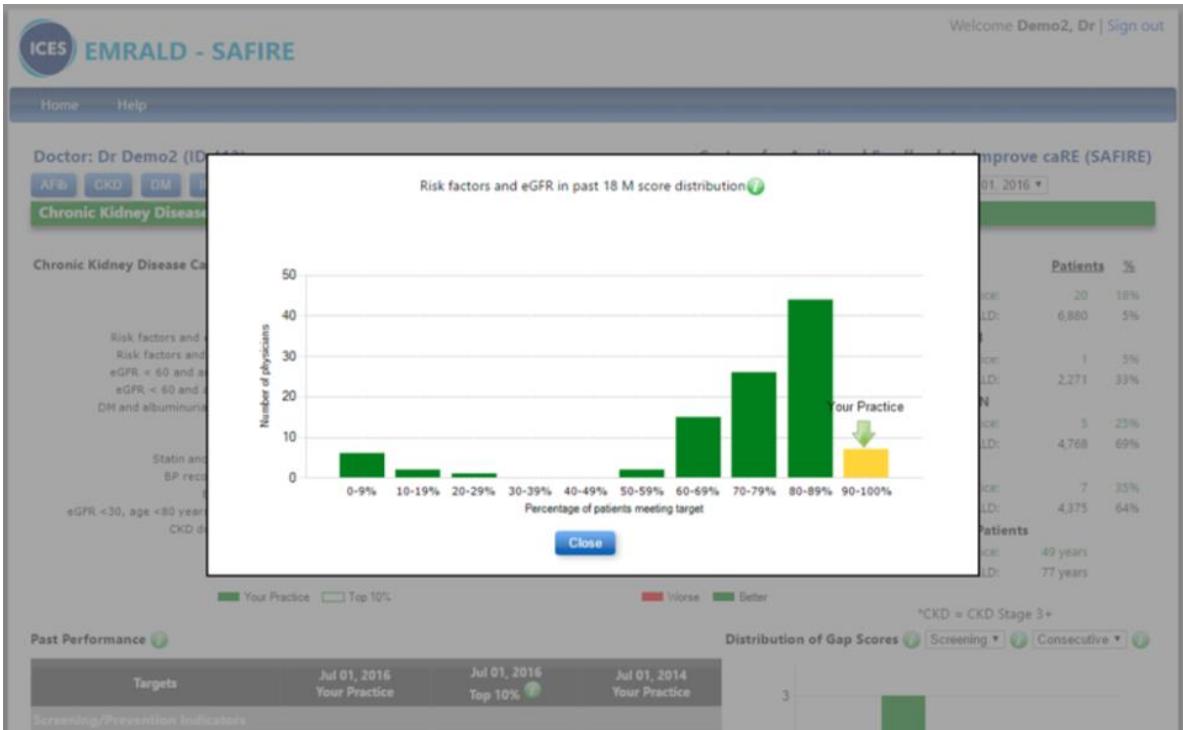 Welcome Demo2, Dr | Sign out
ICES EMRALD - SAFIRE
Home Help
Doctor: Dr Demo2 (ID
mprove caRE (SAFIRE)
AFib CKD DM
01, 2016
Chronic Kidney Disease
Risk factors and eGFR in past 18 M score distribution
Chronic Kidney Disease Ca
Patients %
20 18%
6,880 5%
1 5%
2,271 33%
5 25%
4,768 69%
7 35%
4,375 64%
Patients
49 years
77 years
Risk factors and
Risk factors and
eGFR < 60 and a
eGFR < 60 and a
DM and albuminuria
Statin and
BP reco
eGFR <30, age <80 year
CKD d
Number of physicians
50
40
30
20
10
0
Your Practice
0-9% 10-19% 20-29% 30-39% 40-49% 50-59% 60-69% 70-79% 80-89% 90-100%
Percentage of patients meeting target
Close
Your Practice Top 10%
Worse Better
*CKD = CKD Stage 3+
Past Performance
Distribution of Gap Scores Screening Consecutive
Targets
Jul 01, 2016 Your Practice
Jul 01, 2016 Top 10%
Jul 01, 2014 Your Practice
3
Screening/Prevention Indicators